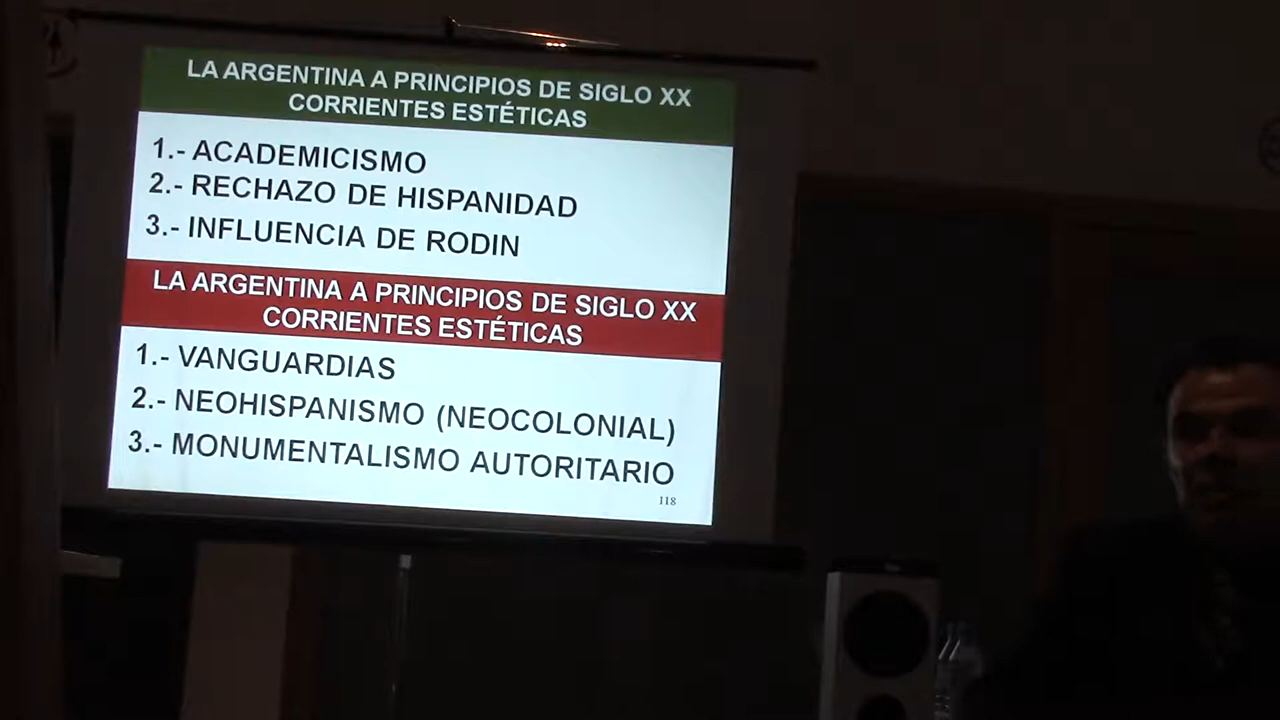 LA ARGENTINA A PRINCIPIOS DE SIGLO XX
CORRIENTES ESTÉTICAS
1.- ACADEMICISMO
2.- RECHAZO DE HISPANIDAD
3.- INFLUENCIA DE RODIN
LA ARGENTINA A PRINCIPIOS DE SIGLO XX
CORRIENTES ESTÉTICAS
1.- VANGUARDIAS
2.- NEOHISPANISMO (NEOCOLONIAL)
3.- MONUMENTALISMO AUTORITARIO
118